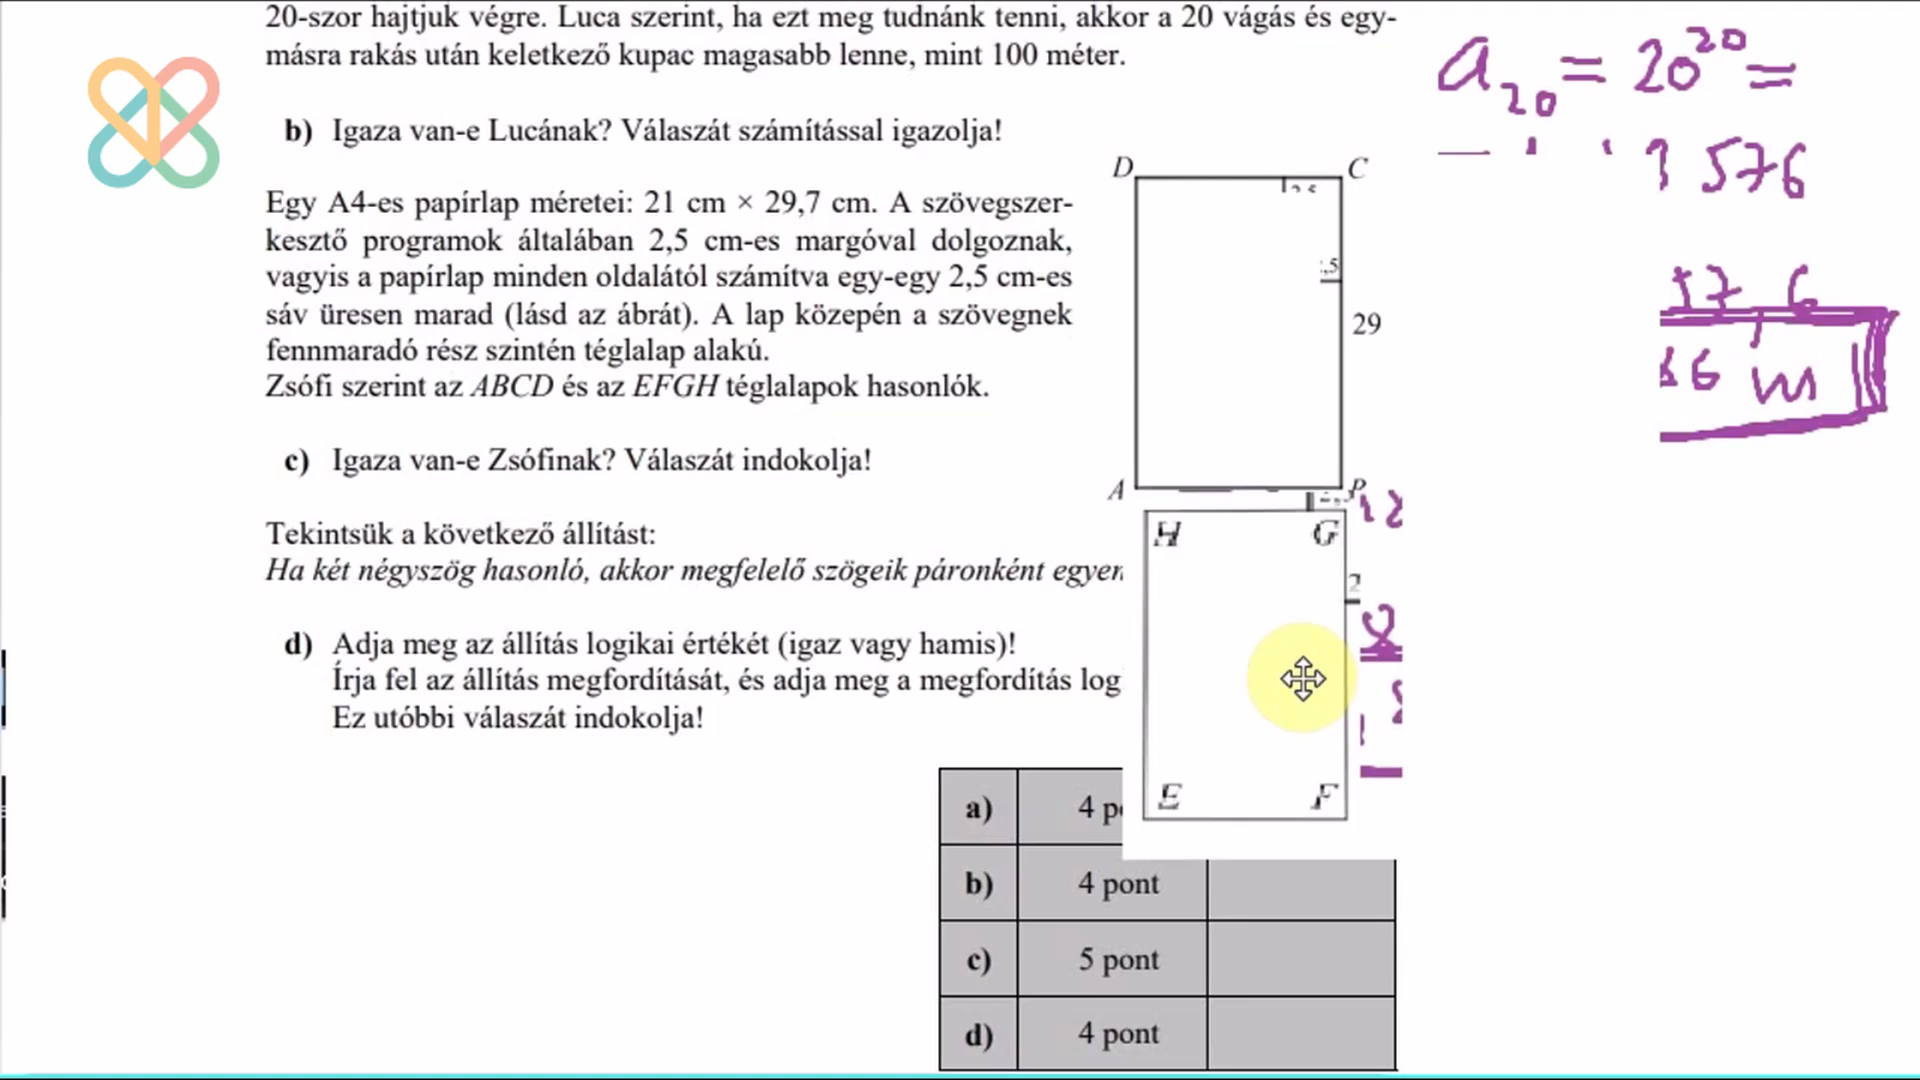 20-szor hajtjuk végre. Luca szerint, ha ezt meg tudnánk tenni, akkor a 20 vágás és egy-
másra rakás után keletkező kupac magasabb lenne, mint 100 méter.
b) Igaza van-e Lucának? Válaszát számítással igazolja!
Egy A4-es papírlap méretei: 21 cm × 29,7 cm. A szövegszer-
kesztő programok általában 2,5 cm-es margóval dolgoznak,
vagyis a papírlap minden oldalától számítva egy-egy 2,5 cm-es
sáv üresen marad (lásd az ábrát). A lap közepén a szövegnek
fennmaradó rész szintén téglalap alakú.
Zsófi szerint az ABCD és az EFGH téglalapok hasonlók.
c) Igaza van-e Zsófinak? Válaszát indokolja!
Tekintsük a következő állítást:
Ha két négyszög hasonló, akkor megfelelő szögeik páronként
d) Adja meg az állítás logikai értékét (igaz vagy hamis)!
Írja fel az állítás megfordítását, és adja meg a megfordítás log
Ez utóbbi válaszát indokolja!
D C
29
A
H G
E F
a) 4
b) 4 pont
c) 5 pont
d) 4 pont
a20 = 20^20 =
576
m